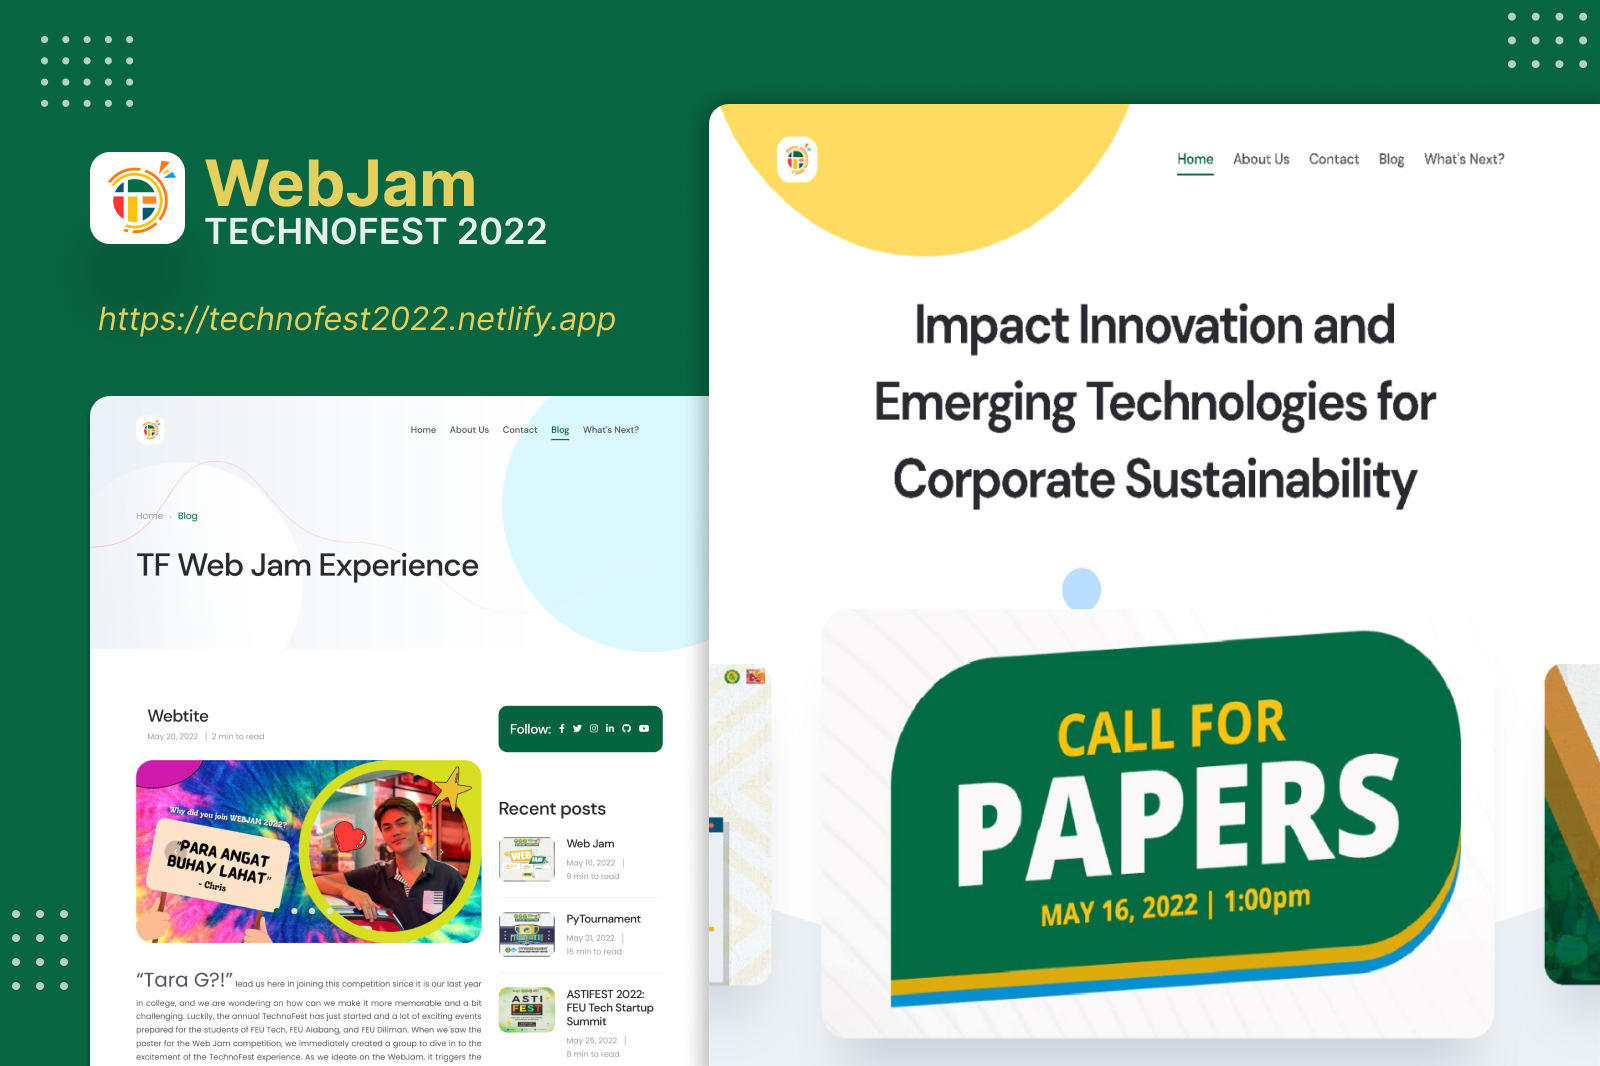 WebJam
TECHNOFEST 2022
https://technofest2022.netlify.app
Home About Us Contact Blog What's Next?
Home Blog
TF Web Jam Experience
Webtite
May 20, 2022 | 2 min to read
Why did you join WEBJAM 2022?
"PARA ANGAT
BUHAY LAHAT"
- Chris
“Tara G?!” lead us here in joining this competition since it is our last year
in college, and we are wondering on how can we make it more memorable and a bit
challenging. Luckily, the annual TechnoFest has just started and a lot of exciting events
prepared for the students of FEU Tech, FEU Alabang, and FEU Diliman. When we saw the
poster for the Web Jam competition, we immediately created a group to dive in to the
excitement of the TechnoFest experience. As we ideate on the WebJam, it triggers the
Follow:
Recent posts
WEB JAM
Web Jam
May 16, 2022 |
9 min to read
PyTournament
May 21, 2022 |
15 min to read
ASTI
FEST
ASTIFEST 2022:
FEU Tech Startup
Summit
May 25, 2022 |
8 min to read
Home About Us Contact Blog What's Next?
Impact Innovation and
Emerging Technologies for
Corporate Sustainability
CALL FOR
PAPERS
MAY 16, 2022 | 1:00pm